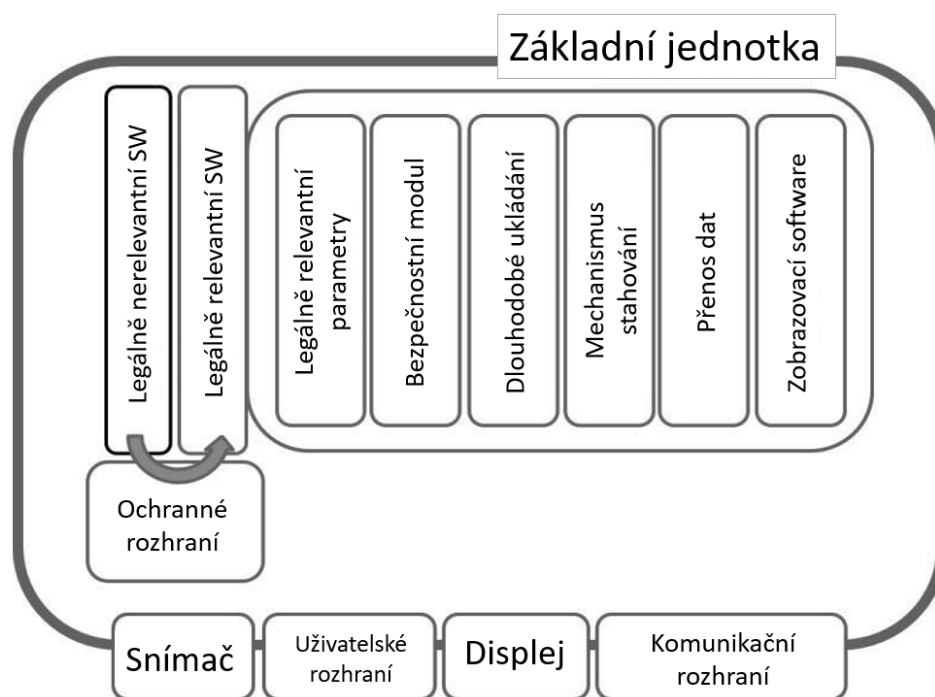 Základní jednotka
Legálně nerelevantní SW
Legálně relevantní SW
Legálně relevantní
parametry
Bezpečnostní modul
Dlouhodobé ukládání
Mechanismus
stahování
Přenos dat
Zobrazovací software
Ochranné
rozhraní
Snímač
Uživatelské
rozhraní
Displej
Komunikační
rozhraní